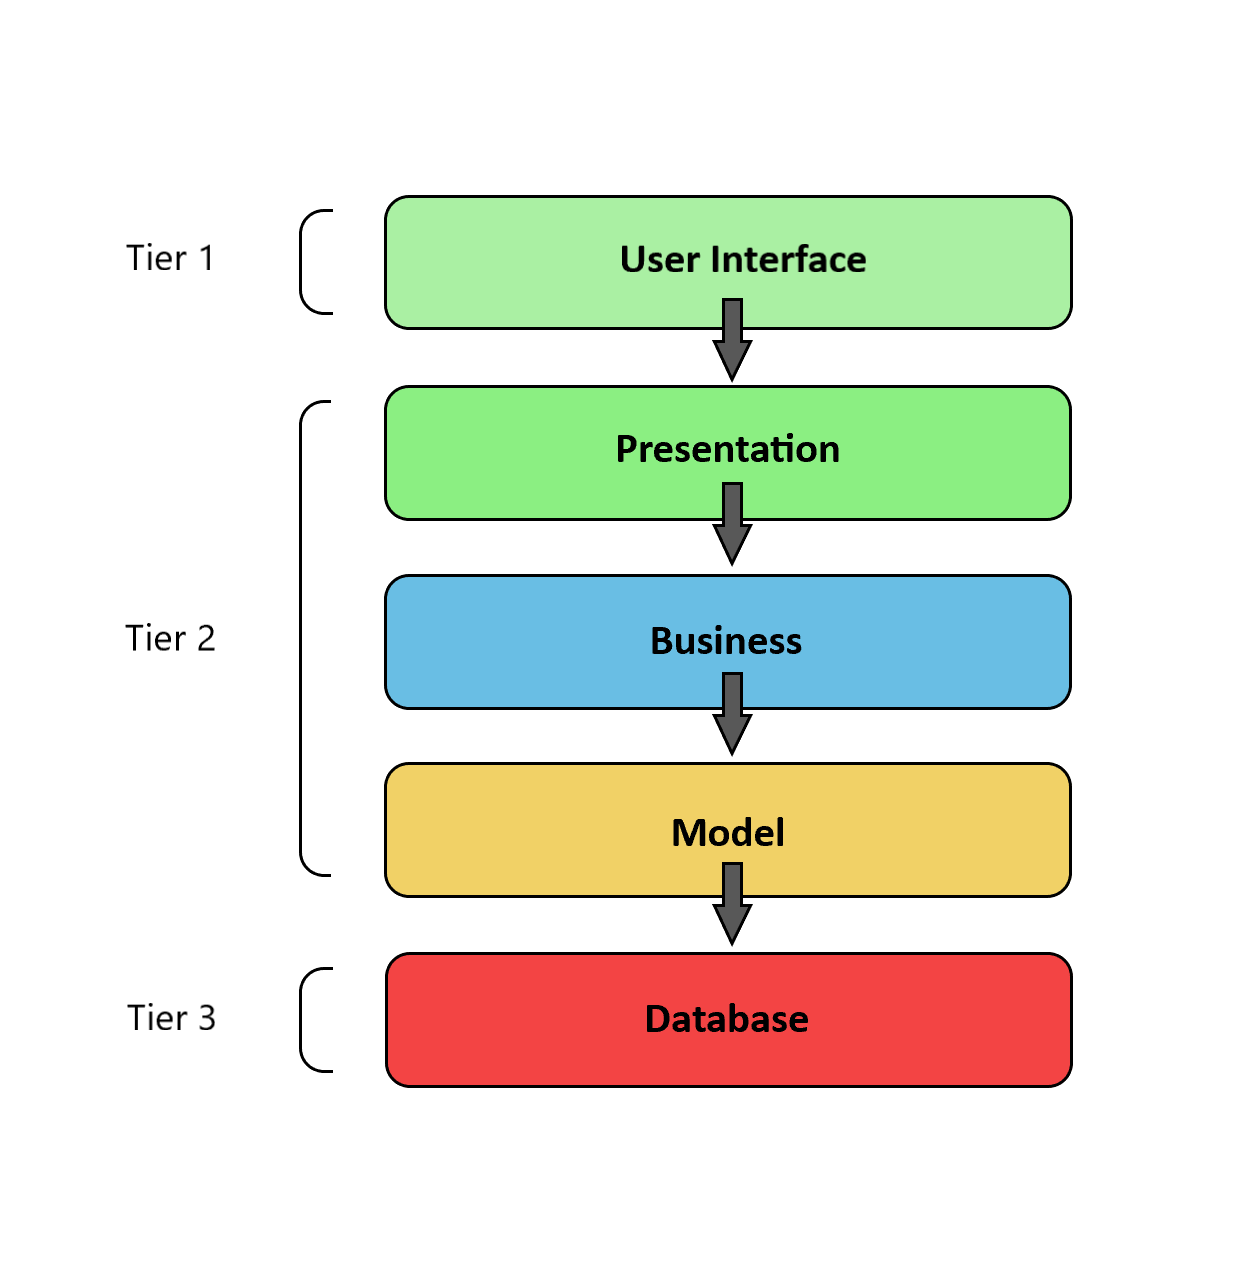 Tier 1
User Interface
Presentation
Tier 2
Business
Model
Tier 3
Database